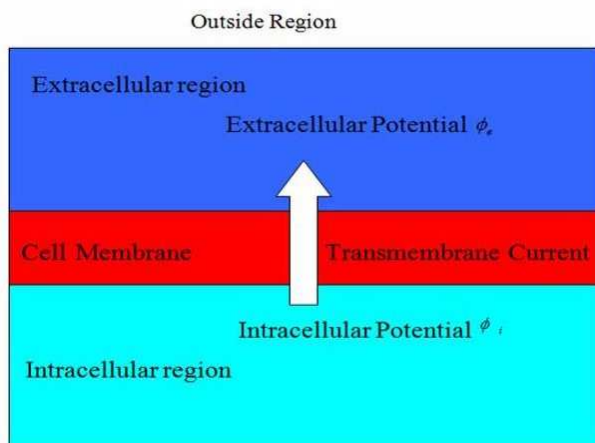 Outside Region
Extracellular region
Extracellular Potential ϕe
Cell Membrane
Transmembrane Current
Intracellular Potential ϕi
Intracellular region